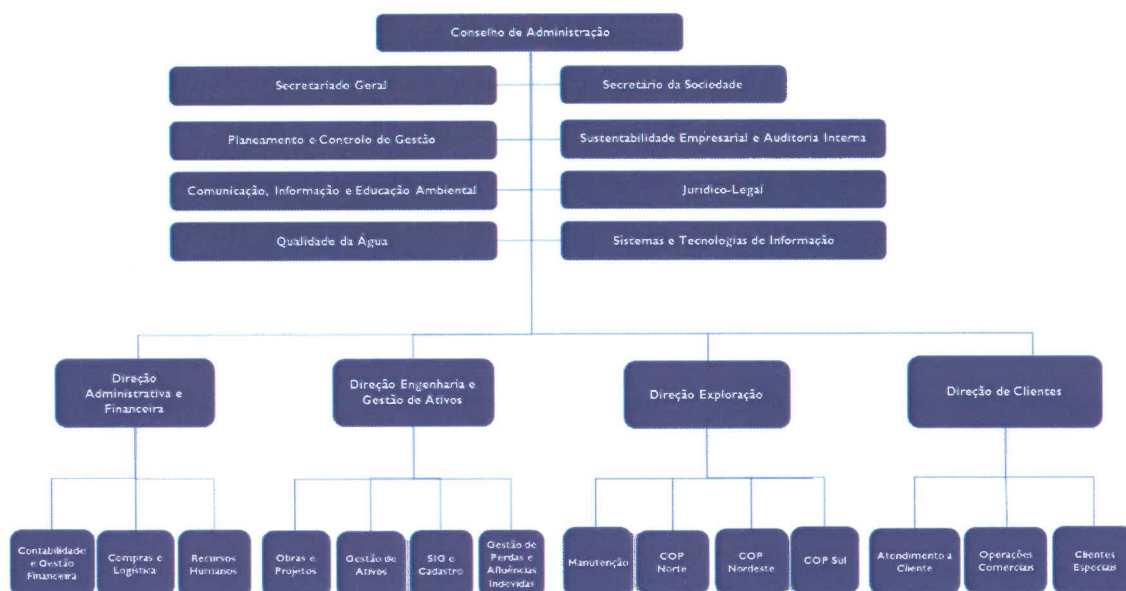 Conselho de Administração
Secretariado Geral
Secretário da Sociedade
Planeamento e Controlo de Gestão
Sustentabilidade Empresarial e Auditoria Interna
Comunicação, Informação e Educação Ambiental
Jurídico-Legal
Qualidade da Água
Sistemas e Tecnologias de Informação
Direção
Administrativa e
Financeira
Direção Engenharia e
Gestão de Ativos
Direção Exploração
Direção de Clientes
Contabilidade
e Gestão
Financeira
Compras e
Logística
Recursos
Humanos
Obras e
Projetos
Gestão de
Ativos
SIG e
Cadastro
Gestão de
Perdas e
Afluências
Indevidas
Manutenção
COP
Norte
COP
Nordeste
COP Sul
Atendimento a
Cliente
Operações
Comerciais
Clientes
Especiais